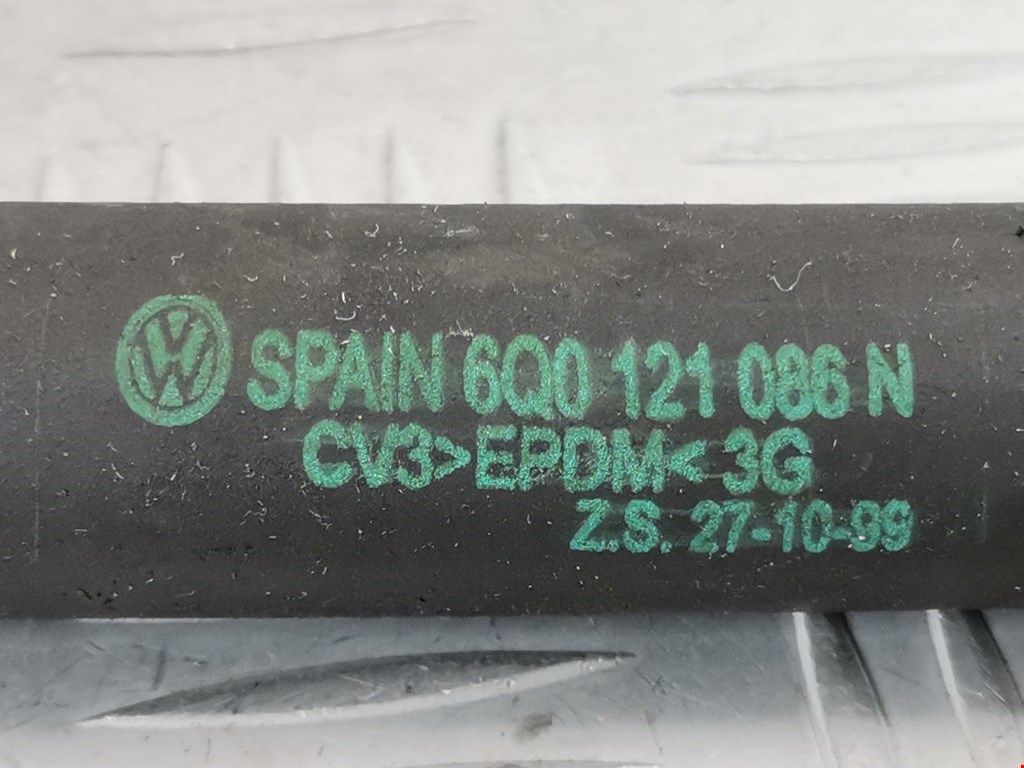 SPAIN 6Q0 121 086 N
CV3>EPDM<3G
Z.S. 27-10-99